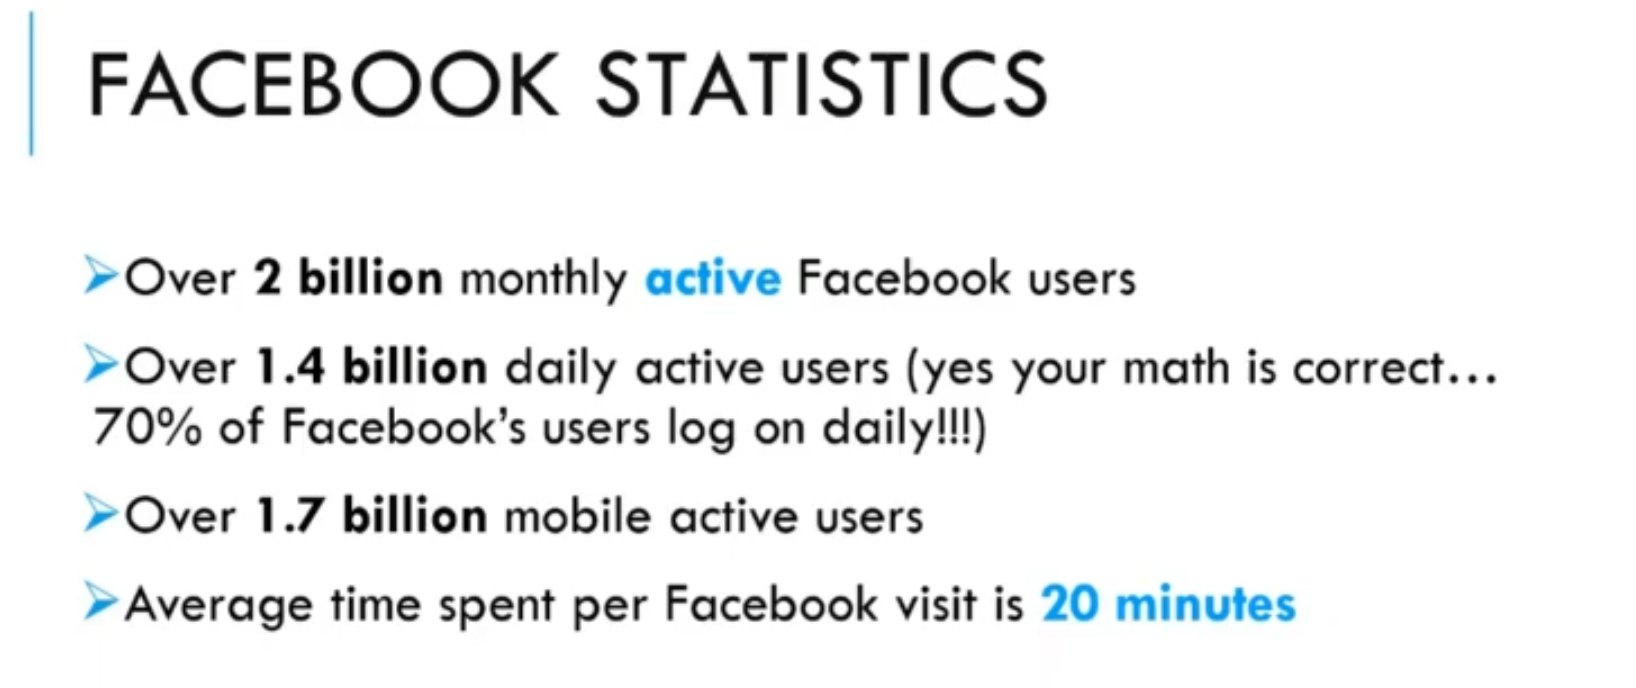 FACEBOOK STATISTICS
➢Over 2 billion monthly active Facebook users
➢Over 1.4 billion daily active users (yes your math is correct…
70% of Facebook’s users log on daily!!!)
➢Over 1.7 billion mobile active users
➢Average time spent per Facebook visit is 20 minutes